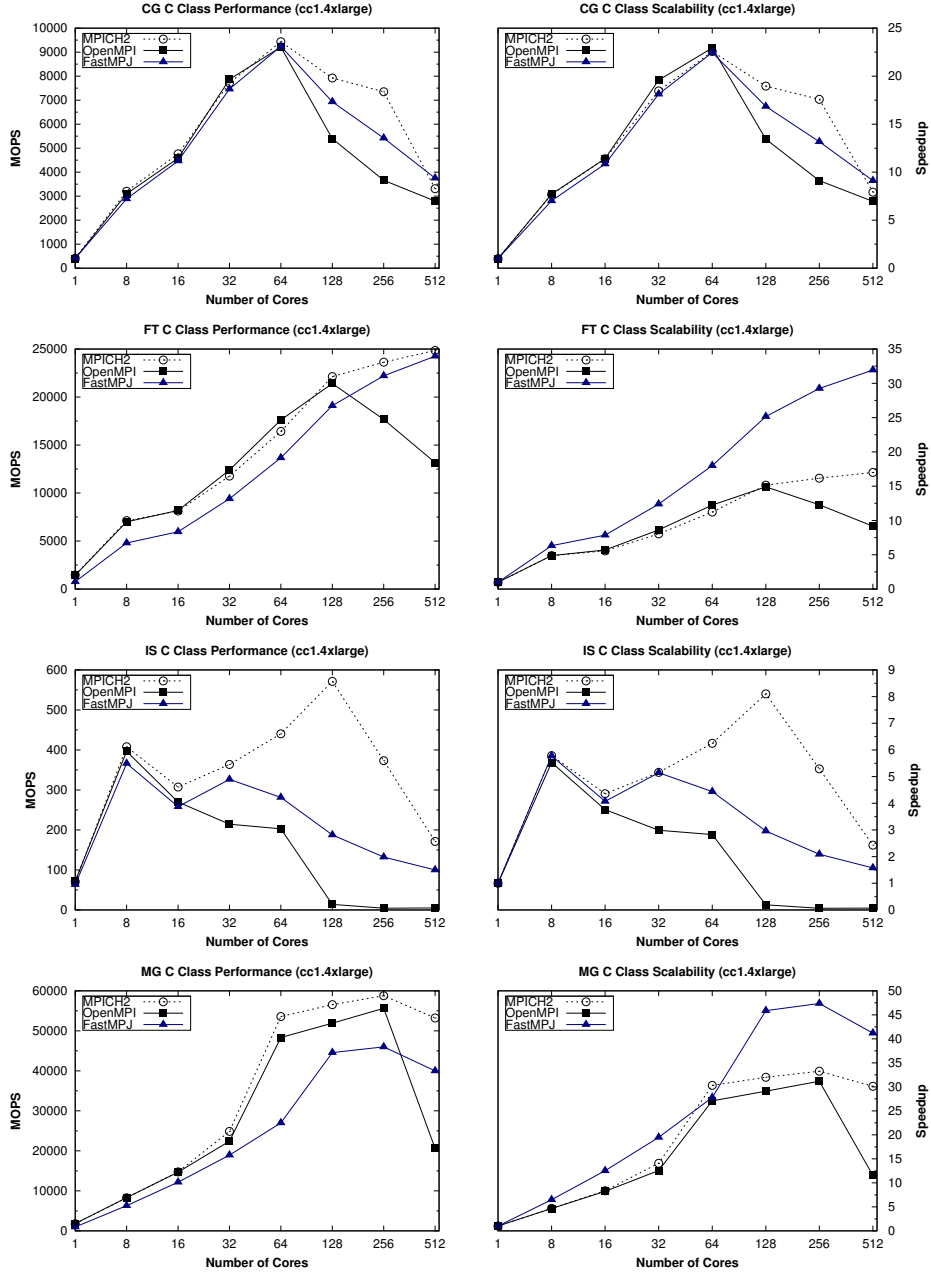 CG C Class Performance (cc1.4xlarge)
10000
9000
8000
7000
6000
5000
4000
3000
2000
1000
0
MOPS
MPICH2
OpenMPI
FastMPJ
1 8 16 32 64 128 256 512
Number of Cores
CG C Class Scalability (cc1.4xlarge)
MPICH2
OpenMPI
FastMPJ
25
20
15
10
5
0
Speedup
1 8 16 32 64 128 256 512
Number of Cores
FT C Class Performance (cc1.4xlarge)
25000
20000
15000
10000
5000
0
MOPS
MPICH2
OpenMPI
FastMPJ
1 8 16 32 64 128 256 512
Number of Cores
FT C Class Scalability (cc1.4xlarge)
MPICH2
OpenMPI
FastMPJ
35
30
25
20
15
10
5
0
Speedup
1 8 16 32 64 128 256 512
Number of Cores
IS C Class Performance (cc1.4xlarge)
600
500
400
300
200
100
0
MOPS
MPICH2
OpenMPI
FastMPJ
1 8 16 32 64 128 256 512
Number of Cores
IS C Class Scalability (cc1.4xlarge)
MPICH2
OpenMPI
FastMPJ
9
8
7
6
5
4
3
2
1
0
Speedup
1 8 16 32 64 128 256 512
Number of Cores
MG C Class Performance (cc1.4xlarge)
60000
50000
40000
30000
20000
10000
0
MOPS
MPICH2
OpenMPI
FastMPJ
1 8 16 32 64 128 256 512
Number of Cores
MG C Class Scalability (cc1.4xlarge)
MPICH2
OpenMPI
FastMPJ
50
45
40
35
30
25
20
15
10
5
0
Speedup
1 8 16 32 64 128 256 512
Number of Cores